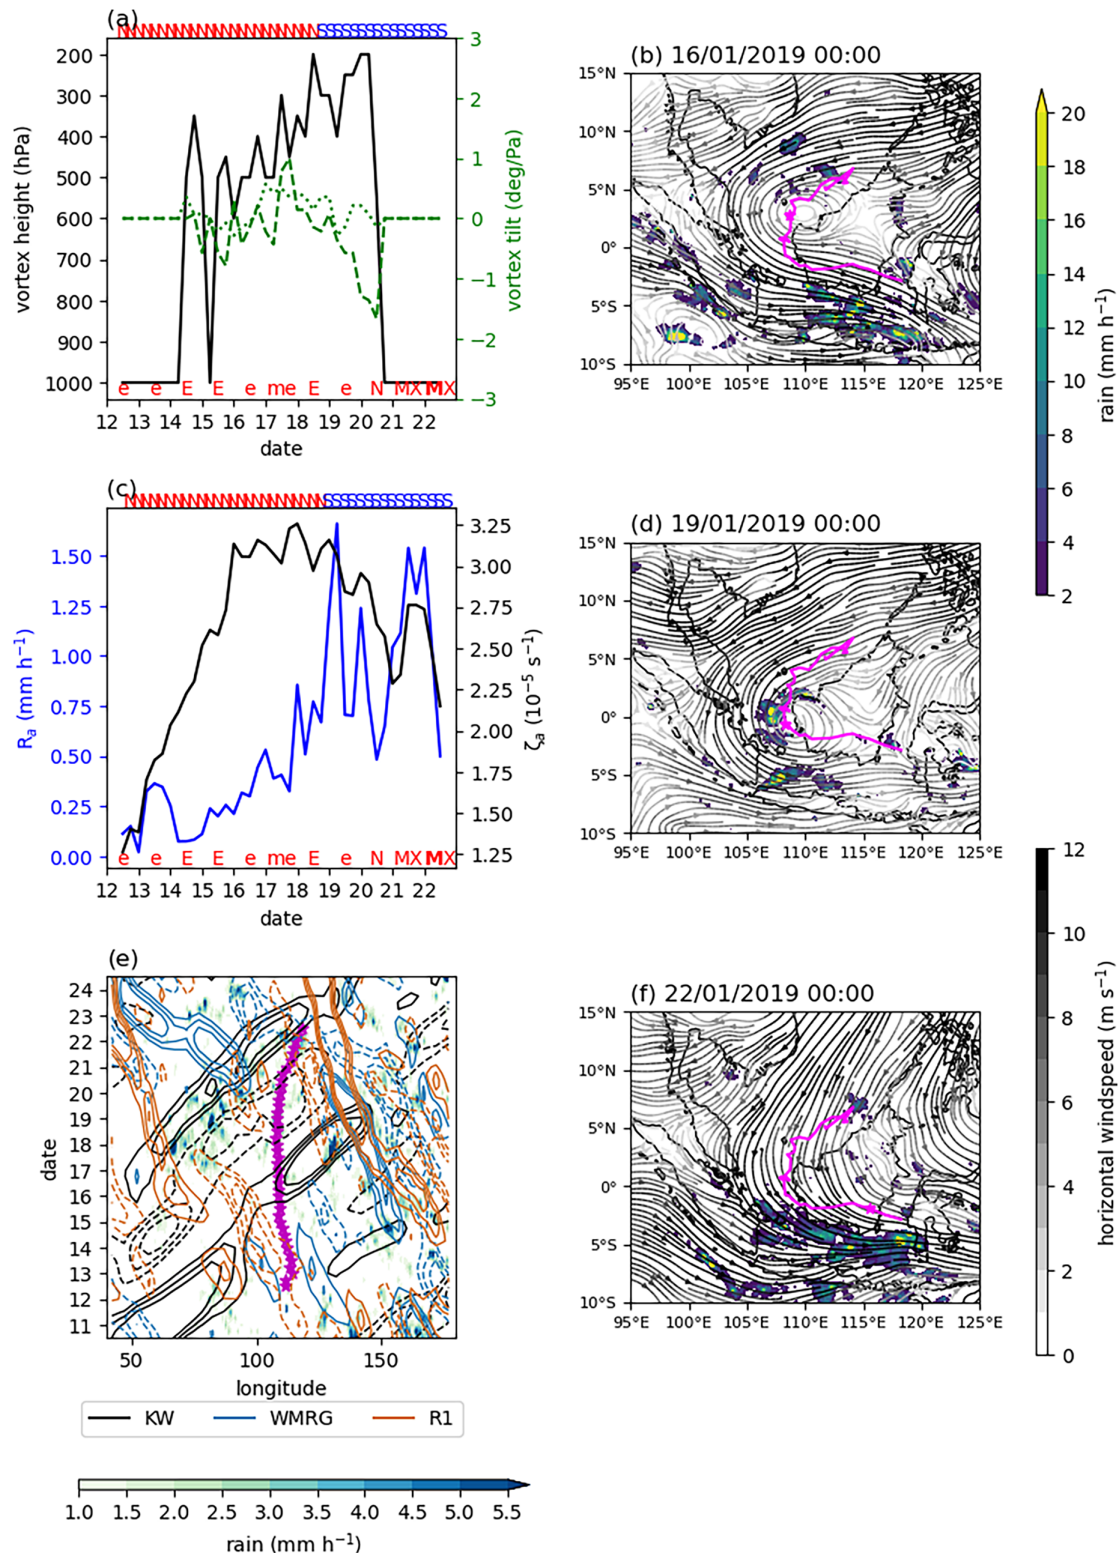 (a)
NNNNNNNNNNNNNNNNNNNNNNNNNSSSSSSSSSSSSSSSS
200
300
400
500
600
700
800
900
1000
vortex height (hPa)
3
2
1
0
−1
−2
−3
vortex tilt (deg/Pa)
e e E E e me E e N MX MX
12 13 14 15 16 17 18 19 20 21 22
date
(b) 16/01/2019 00:00
15°N
10°N
5°N
0°
5°S
10°S
95°E 100°E 105°E 110°E 115°E 120°E 125°E
20
18
16
14
12
10
8
6
4
2
rain (mm h⁻¹)
(c)
1.50
1.25
1.00
0.75
0.50
0.25
0.00
Rₐ (mm h⁻¹)
3.25
3.00
2.75
2.50
2.25
2.00
1.75
1.50
1.25
ζₐ (10⁻⁵ s⁻¹)
e e E E e me E e N MX MX
12 13 14 15 16 17 18 19 20 21 22
date
(d) 19/01/2019 00:00
15°N
10°N
5°N
0°
5°S
10°S
95°E 100°E 105°E 110°E 115°E 120°E 125°E
(e)
24
23
22
21
20
19
18
17
16
15
14
13
12
11
date
50 100 150
longitude
KW WMRG R1
1.0 1.5 2.0 2.5 3.0 3.5 4.0 4.5 5.0 5.5
rain (mm h⁻¹)
(f) 22/01/2019 00:00
15°N
10°N
5°N
0°
5°S
10°S
95°E 100°E 105°E 110°E 115°E 120°E 125°E
12
10
8
6
4
2
0
horizontal windspeed (m s⁻¹)